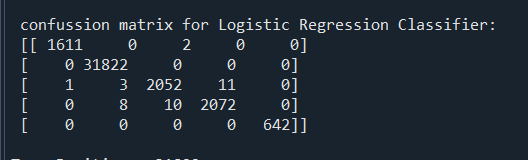 confussion matrix for Logistic Regression Classifier:
[[ 1611 0 2 0 0]
[ 0 31822 0 0 0]
[ 1 3 2052 11 0]
[ 0 8 10 2072 0]
[ 0 0 0 0 642]]